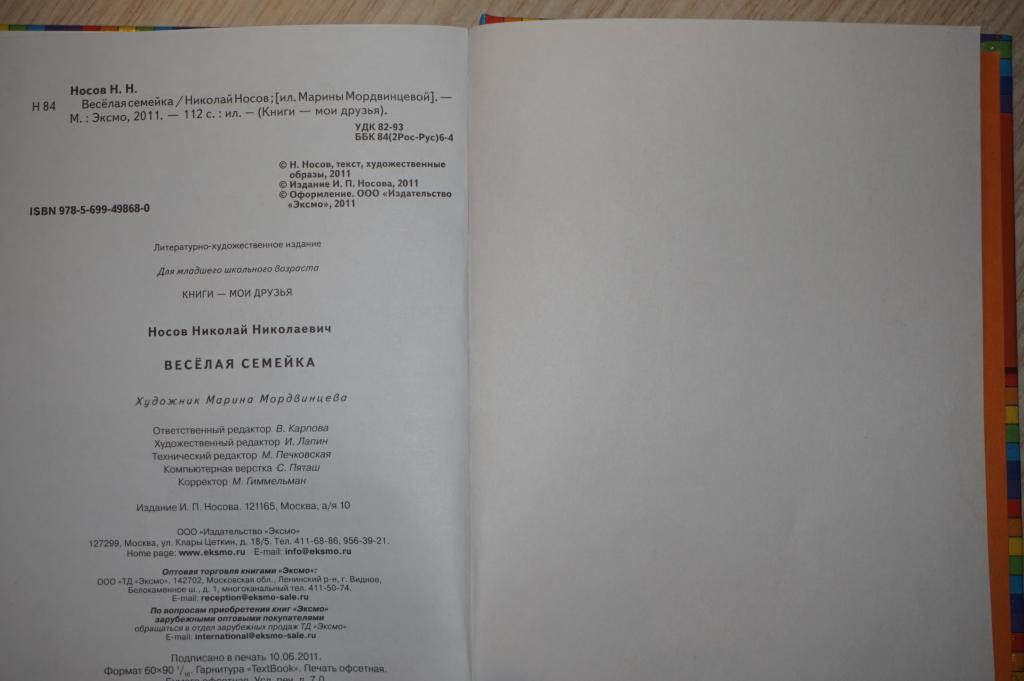 Носов Н. Н.
Н 84
Весёлая семейка / Николай Носов ; [ил. Марины Мордвинцевой]. —
М. : Эксмо, 2011. — 112 с. : ил. — (Книги — мои друзья).
УДК 82-93
ББК 84(2Рос-Рус)6-4
© Н. Носов, текст, художественные
образы, 2011
© Издание И. П. Носова, 2011
© Оформление. ООО «Издательство
«Эксмо», 2011
ISBN 978-5-699-49868-0
Литературно-художественное издание
Для младшего школьного возраста
КНИГИ — МОИ ДРУЗЬЯ
Носов Николай Николаевич
ВЕСЁЛАЯ СЕМЕЙКА
Художник Марина Мордвинцева
Ответственный редактор В. Карпова
Художественный редактор И. Лапин
Технический редактор М. Печковская
Компьютерная верстка С. Пяташ
Корректор М. Гиммельман
Издание И. П. Носова. 121165, Москва, а/я 10
ООО «Издательство «Эксмо»
127299, Москва, ул. Клары Цеткин, д. 18/5. Тел. 411-68-86, 956-39-21.
Home page: www.eksmo.ru E-mail: info@eksmo.ru
Оптовая торговля книгами «Эксмо»:
ООО «ТД «Эксмо». 142702, Московская обл., Ленинский р-н, г. Видное,
Белокаменное ш., д. 1, многоканальный тел. 411-50-74.
E-mail: reception@eksmo-sale.ru
По вопросам приобретения книг «Эксмо»
зарубежными оптовыми покупателями
обращаться в отдел зарубежных продаж ТД «Эксмо»
E-mail: international@eksmo-sale.ru
Подписано в печать 10.06.2011.
Формат 60×90 1/16. Гарнитура «TextBook». Печать офсетная.
Бумага офсетная. Усл. печ. л. 7,0.